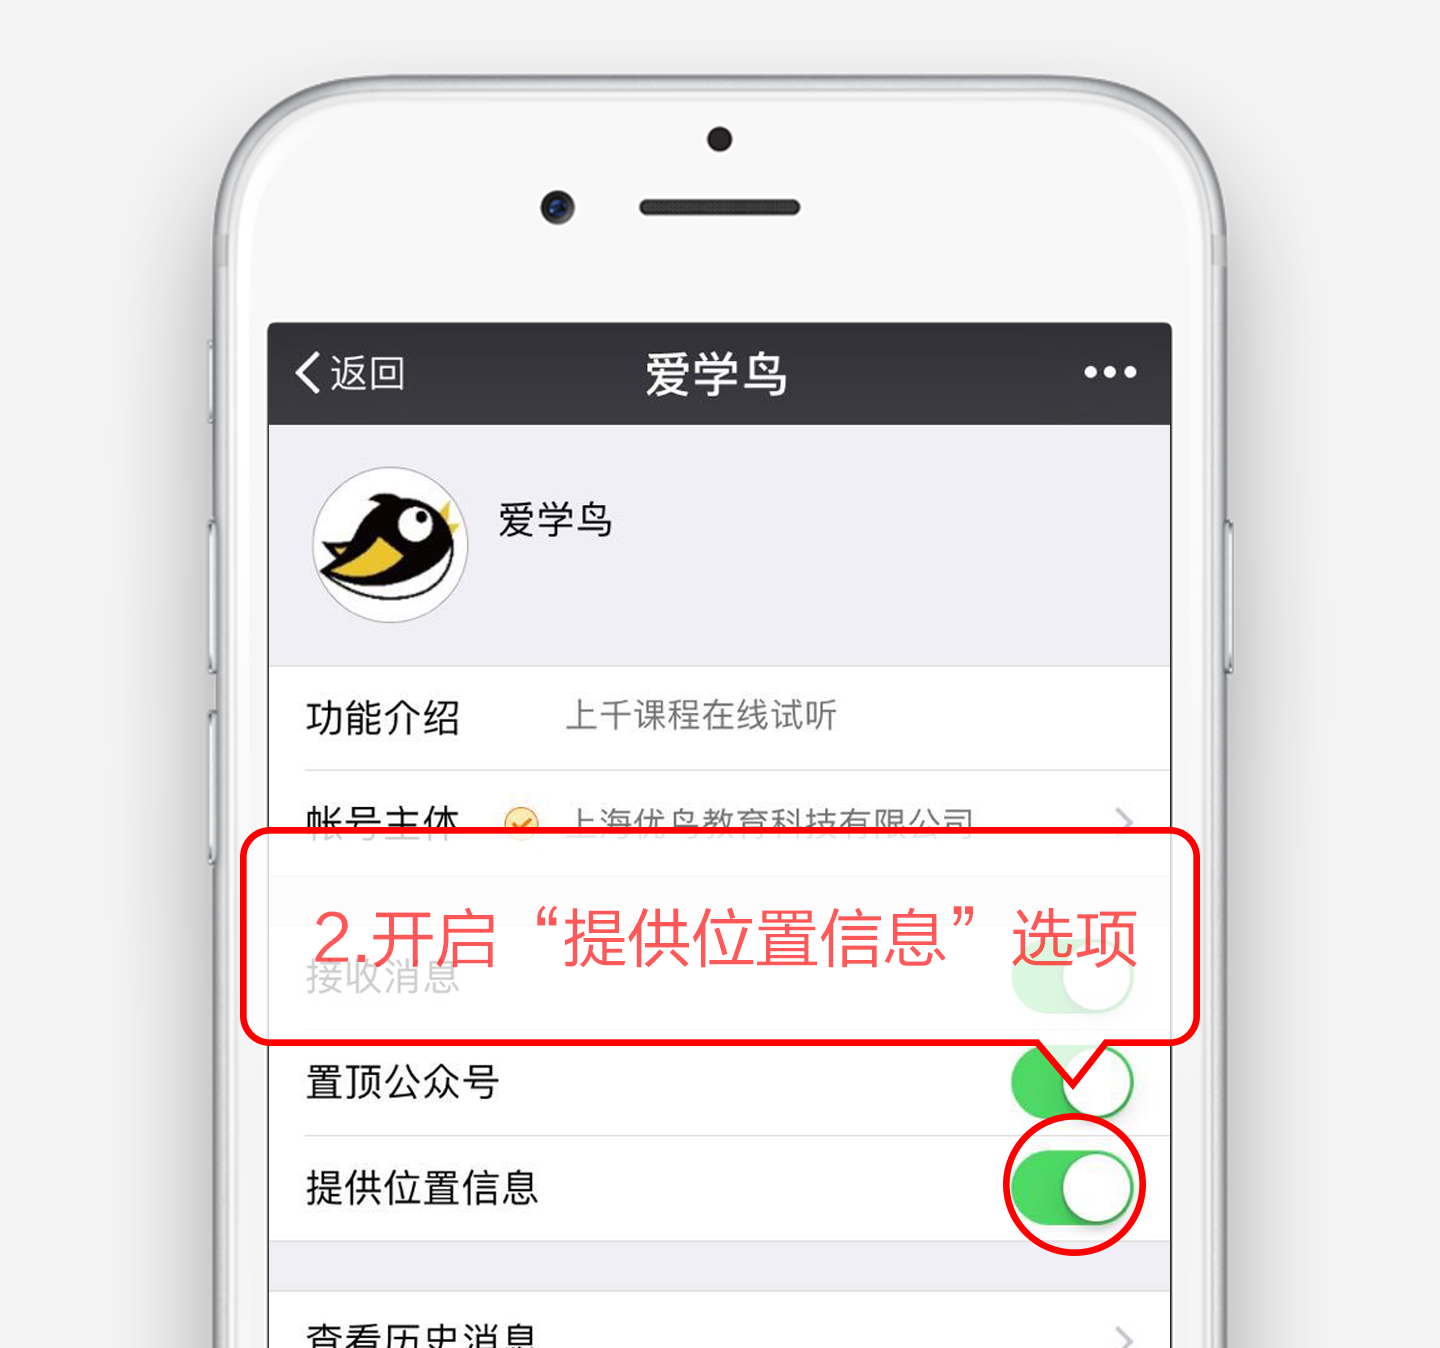 返回 爱学鸟
爱学鸟
功能介绍 上千课程在线试听
帐号主体 上海优鸟教育科技有限公司
2.开启“提供位置信息”选项
接收消息
置顶公众号
提供位置信息
查看历史消息